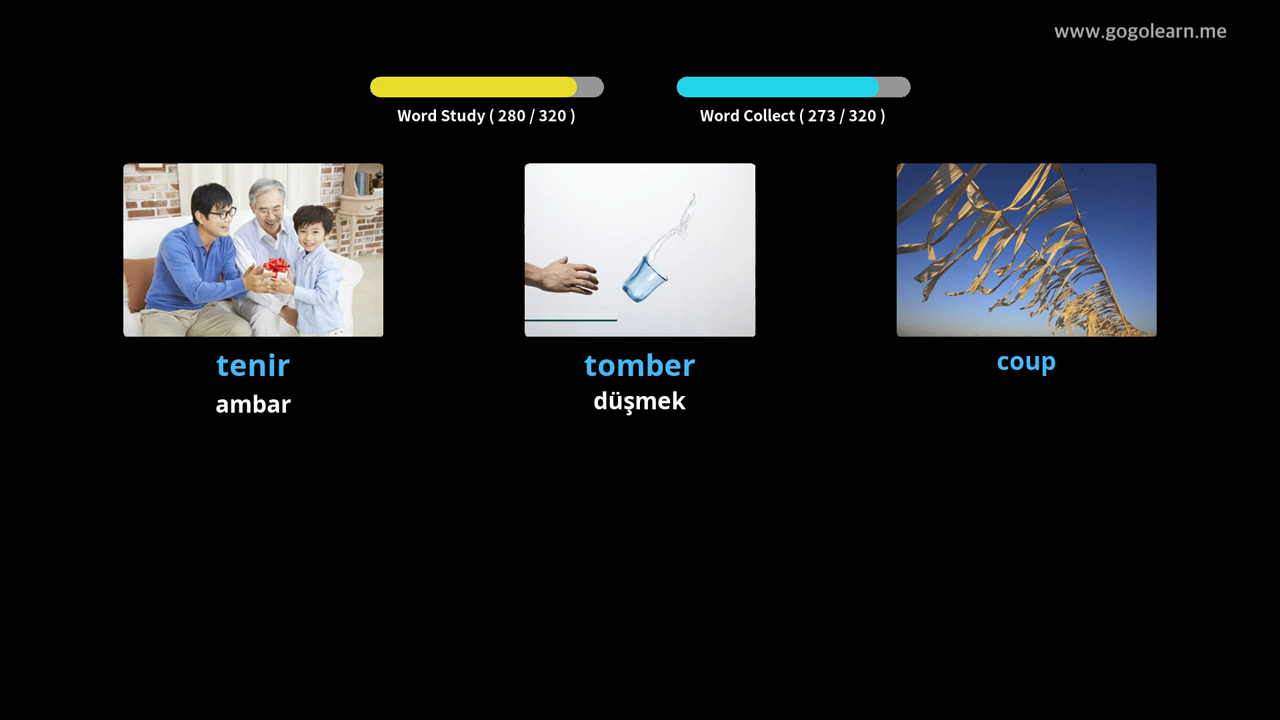 www.gogolearn.me
Word Study ( 280 / 320 )
Word Collect ( 273 / 320 )
tenir
ambar
tomber
düşmek
coup